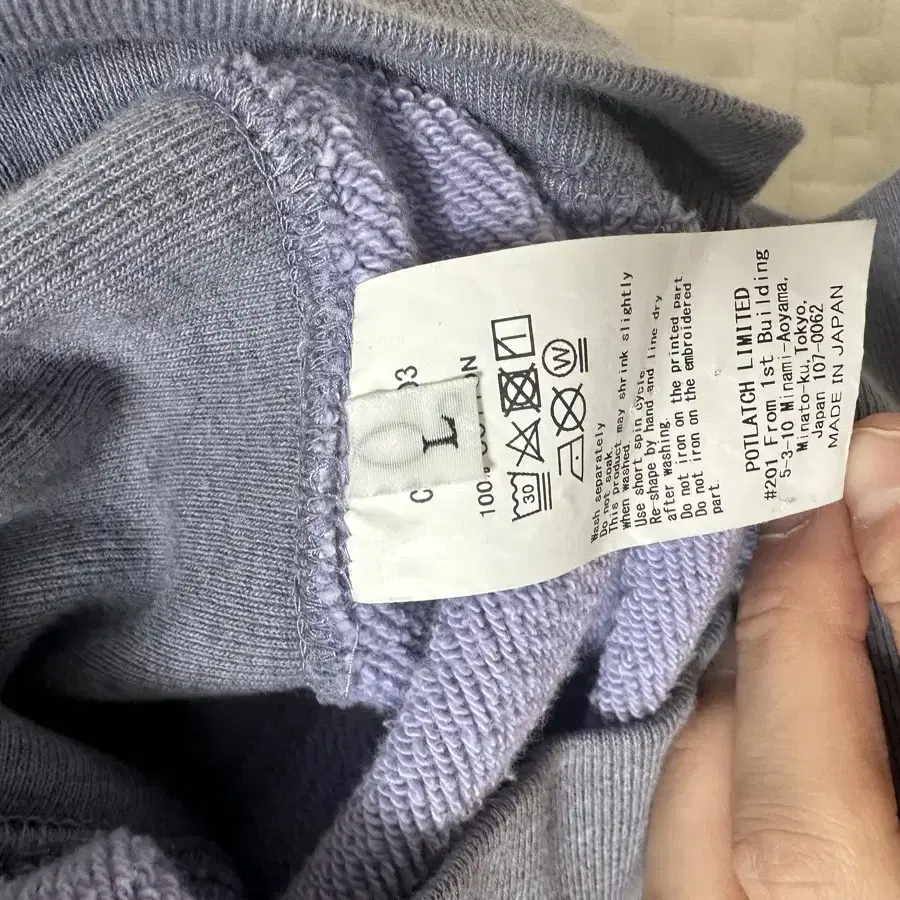 L
30
W
Wash separately
Do not soak.
This product may shrink slightly
when washed.
Use short spin cycle.
Re-shape by hand and line dry
after washing.
Do not iron on the printed part.
Do not iron on the embroidered
part.
POTLATCH LIMITED
#201 From 1st Building
5-3-10 Minami-Aoyama,
Minato-ku, Tokyo,
Japan 107-0062
MADE IN JAPAN